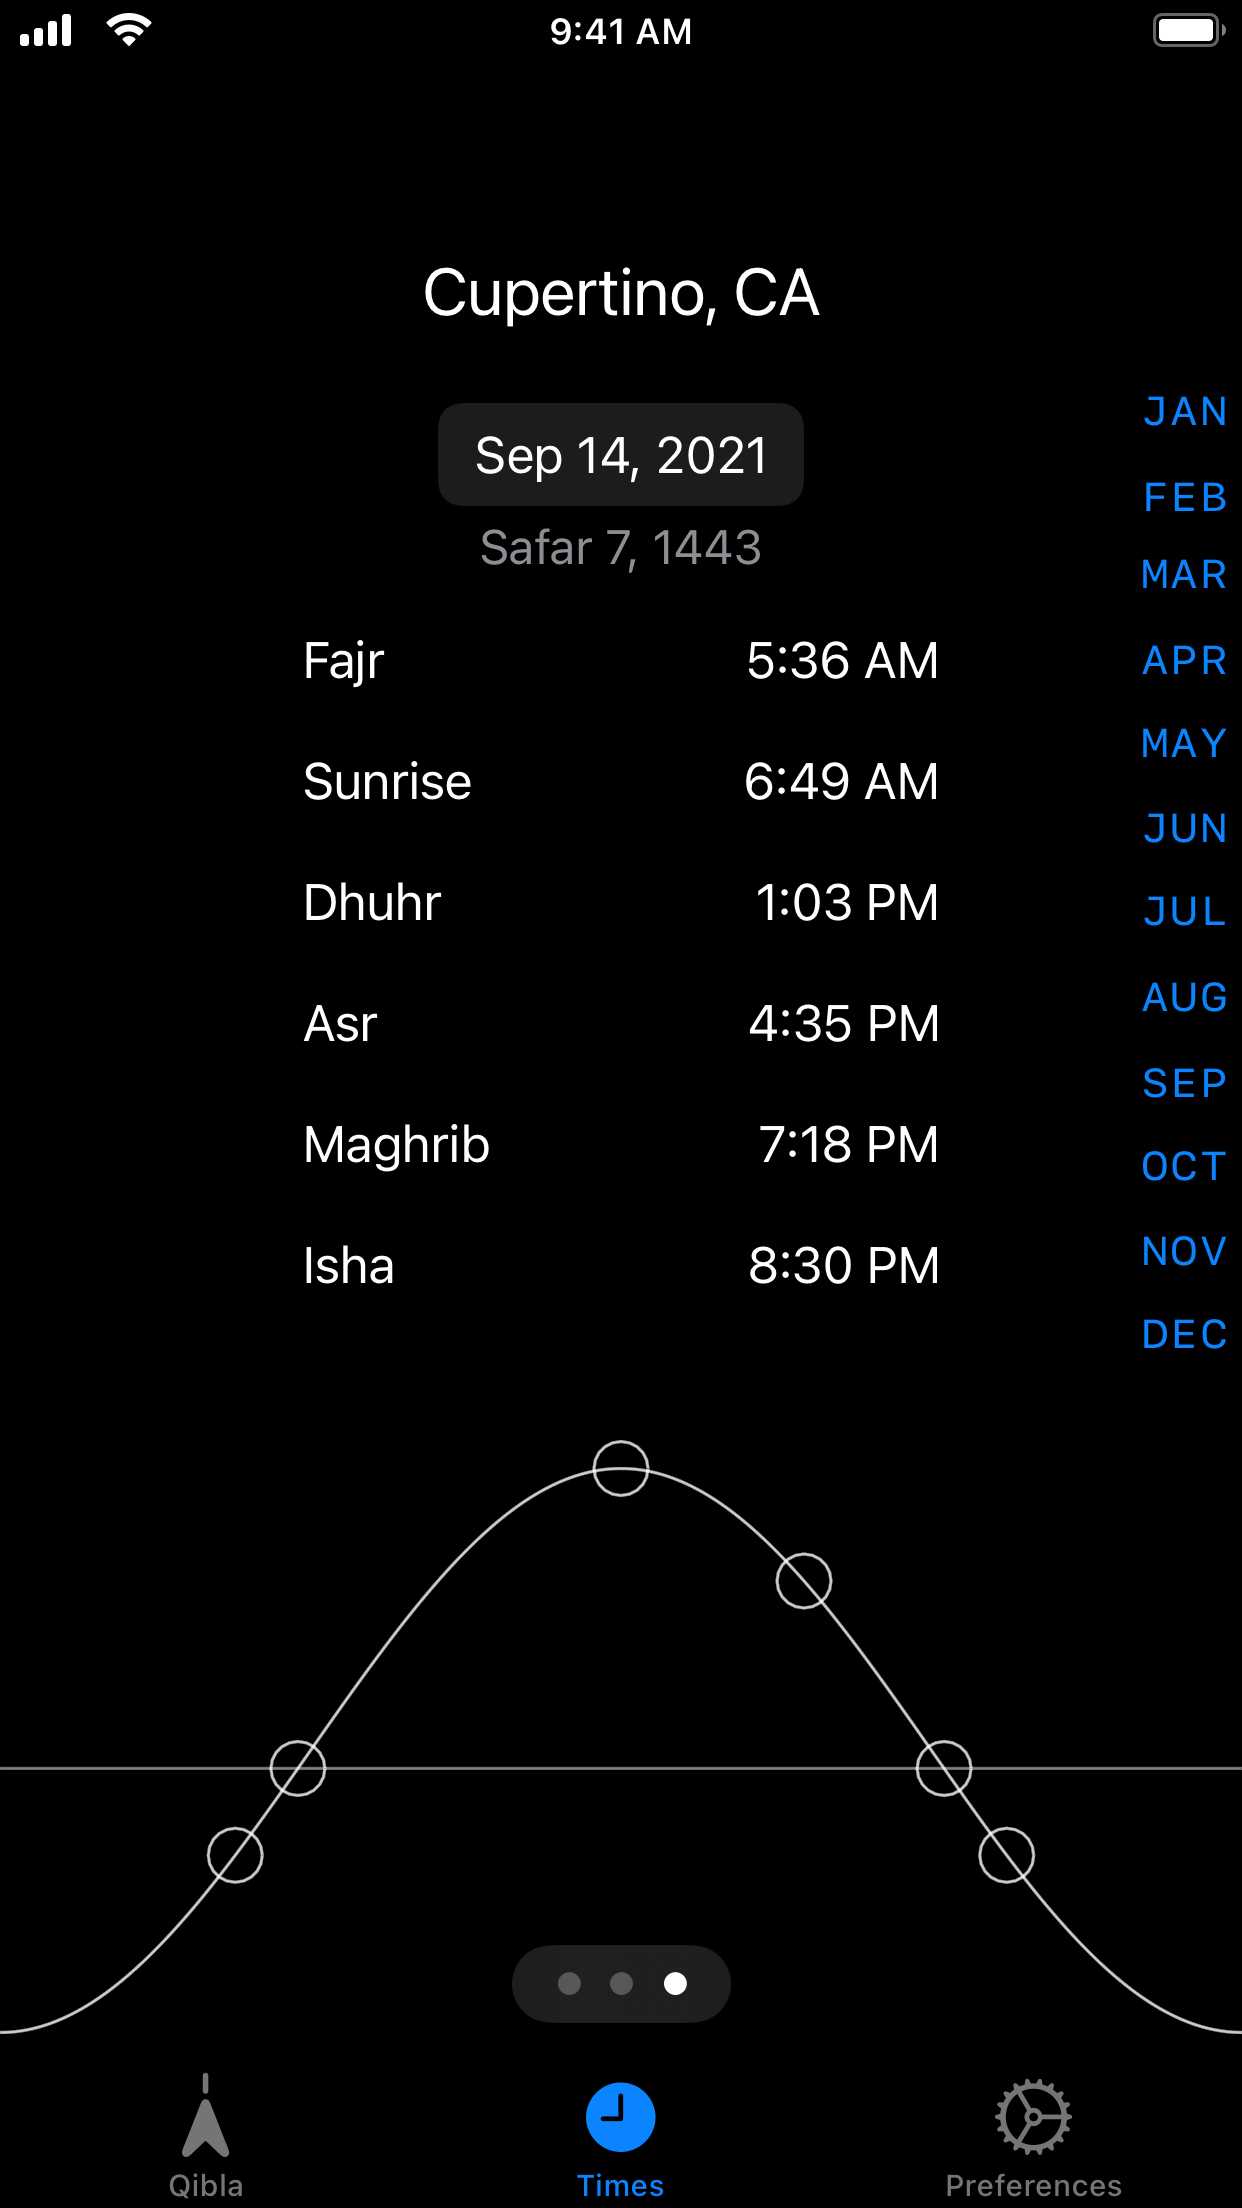 9:41 AM
Cupertino, CA
Sep 14, 2021
Safar 7, 1443
Fajr 5:36 AM
Sunrise 6:49 AM
Dhuhr 1:03 PM
Asr 4:35 PM
Maghrib 7:18 PM
Isha 8:30 PM
JAN
FEB
MAR
APR
MAY
JUN
JUL
AUG
SEP
OCT
NOV
DEC
Qibla
Times
Preferences